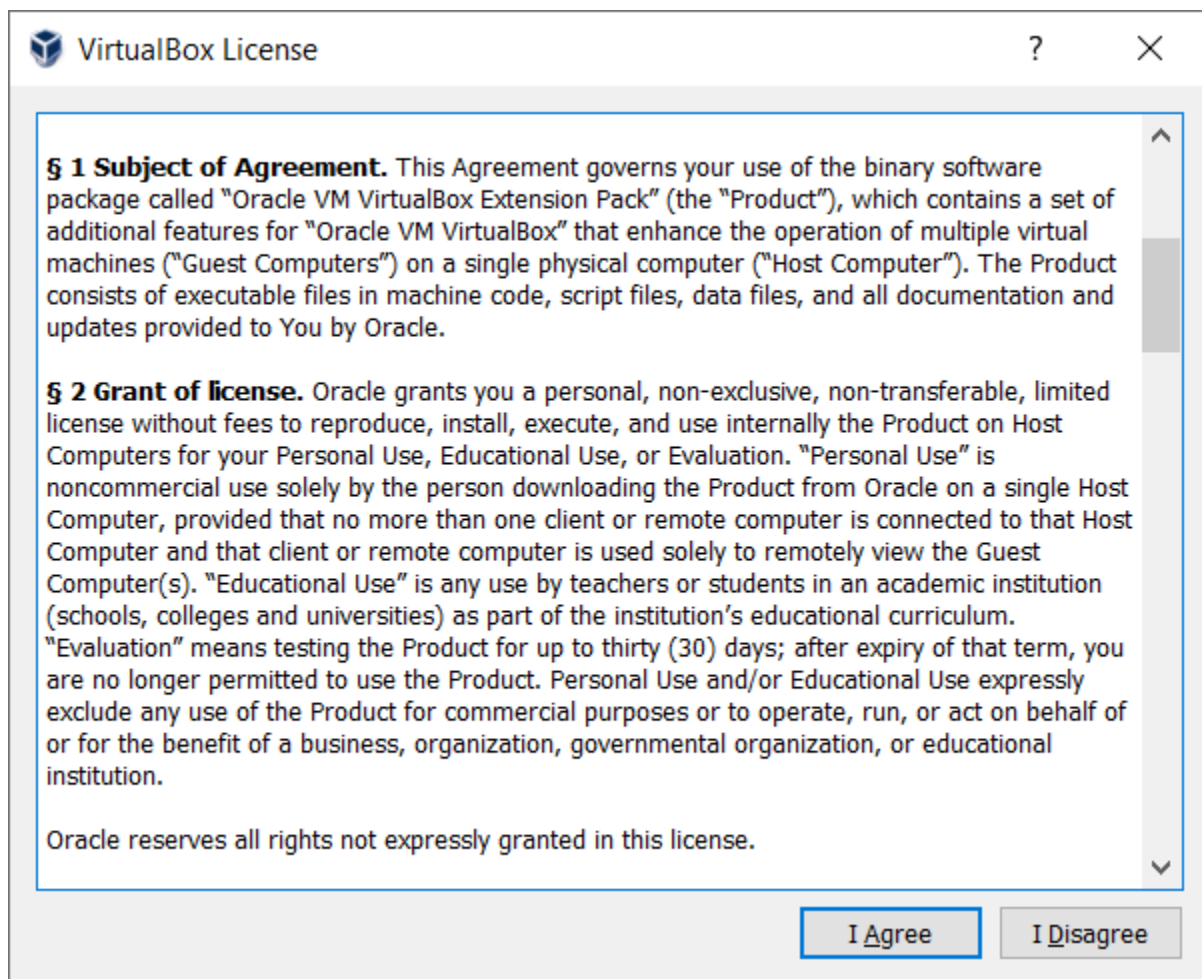 VirtualBox License
§ 1 Subject of Agreement. This Agreement governs your use of the binary software
package called “Oracle VM VirtualBox Extension Pack” (the “Product”), which contains a set of
additional features for “Oracle VM VirtualBox” that enhance the operation of multiple virtual
machines (“Guest Computers”) on a single physical computer (“Host Computer”). The Product
consists of executable files in machine code, script files, data files, and all documentation and
updates provided to You by Oracle.
§ 2 Grant of license. Oracle grants you a personal, non-exclusive, non-transferable, limited
license without fees to reproduce, install, execute, and use internally the Product on Host
Computers for your Personal Use, Educational Use, or Evaluation. “Personal Use” is
noncommercial use solely by the person downloading the Product from Oracle on a single Host
Computer, provided that no more than one client or remote computer is connected to that Host
Computer and that client or remote computer is used solely to remotely view the Guest
Computer(s). “Educational Use” is any use by teachers or students in an academic institution
(schools, colleges and universities) as part of the institution’s educational curriculum.
“Evaluation” means testing the Product for up to thirty (30) days; after expiry of that term, you
are no longer permitted to use the Product. Personal Use and/or Educational Use expressly
exclude any use of the Product for commercial purposes or to operate, run, or act on behalf of
or for the benefit of a business, organization, governmental organization, or educational
institution.
Oracle reserves all rights not expressly granted in this license.
I Agree
I Disagree